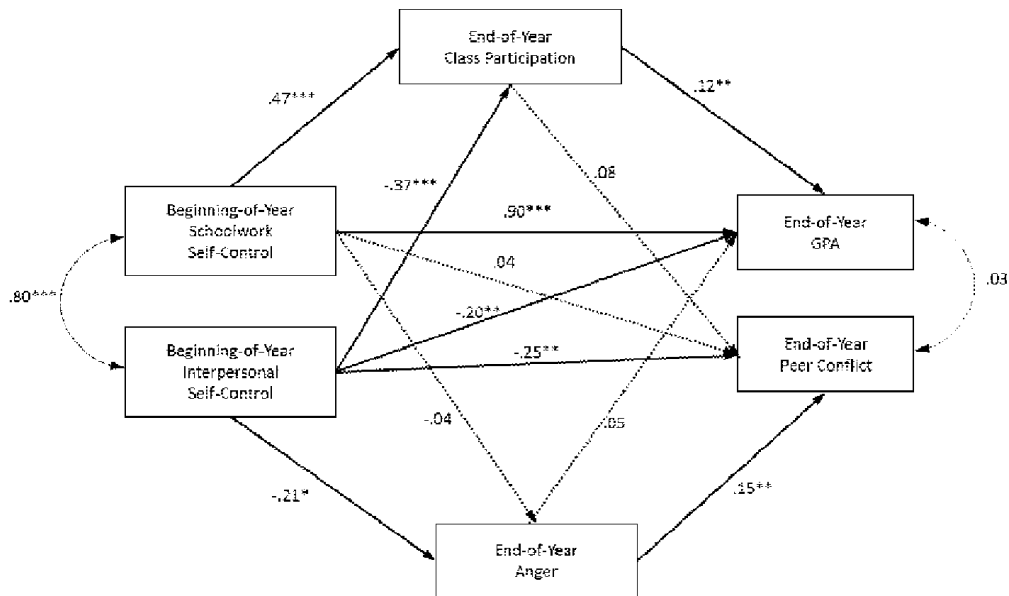 End-of-Year
Class Participation
.47***
.12**
-.37***
.08
Beginning-of-Year
Schoolwork
Self-Control
.90***
End-of-Year
GPA
.04
.80***
.03
-.20**
Beginning-of-Year
Interpersonal
Self-Control
-.25**
End-of-Year
Peer Conflict
-.04
.05
-.21*
.15**
End-of-Year
Anger